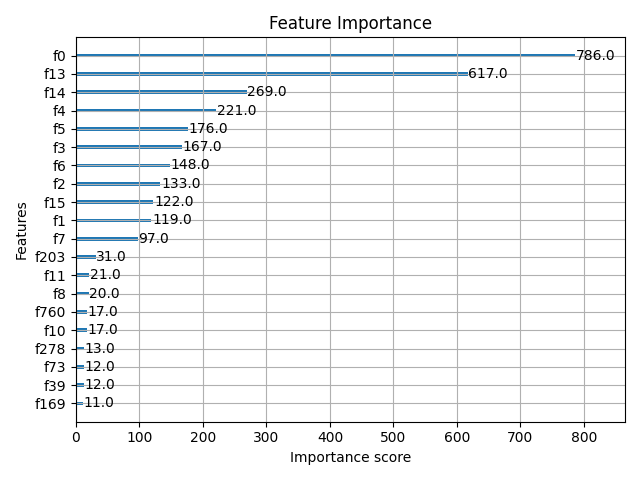 Feature Importance
f0 786.0
f13 617.0
f14 269.0
f4 221.0
f5 176.0
f3 167.0
f6 148.0
f2 133.0
f15 122.0
f1 119.0
f7 97.0
f203 31.0
f11 21.0
f8 20.0
f760 17.0
f10 17.0
f278 13.0
f73 12.0
f39 12.0
f169 11.0
Features
0 100 200 300 400 500 600 700 800
Importance score